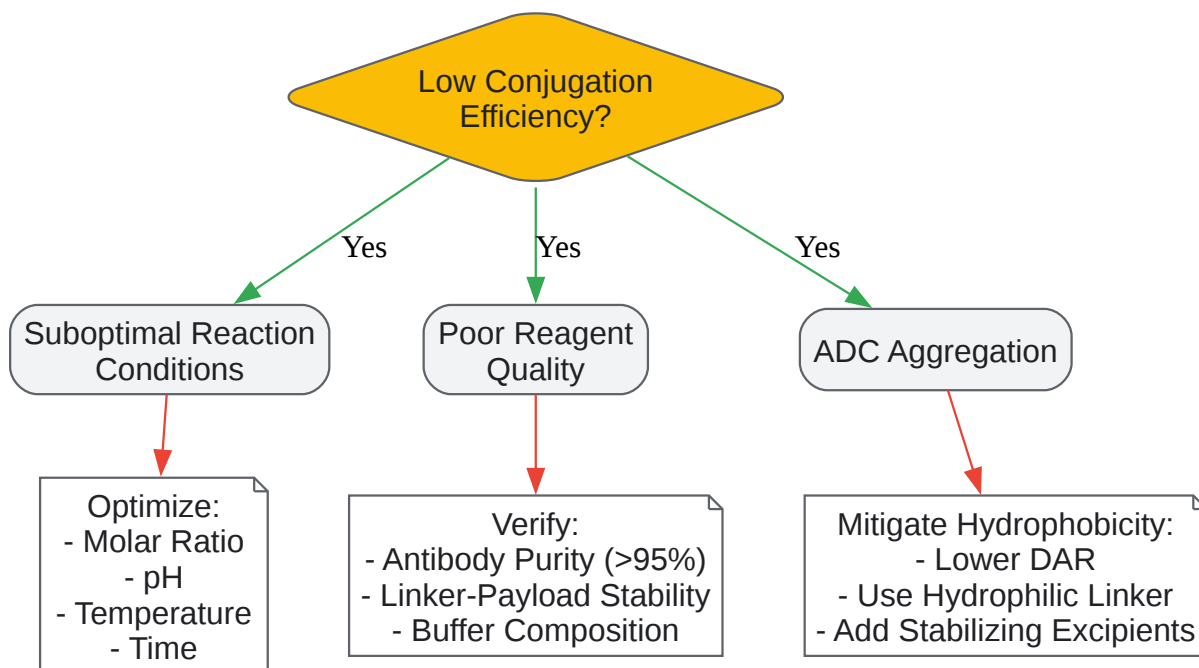 Low Conjugation
Efficiency?
Yes
Yes
Yes
Suboptimal Reaction
Conditions
Poor Reagent
Quality
ADC Aggregation
Optimize:
- Molar Ratio
- pH
- Temperature
- Time
Verify:
- Antibody Purity (>95%)
- Linker-Payload Stability
- Buffer Composition
Mitigate Hydrophobicity:
- Lower DAR
- Use Hydrophilic Linker
- Add Stabilizing Excipients